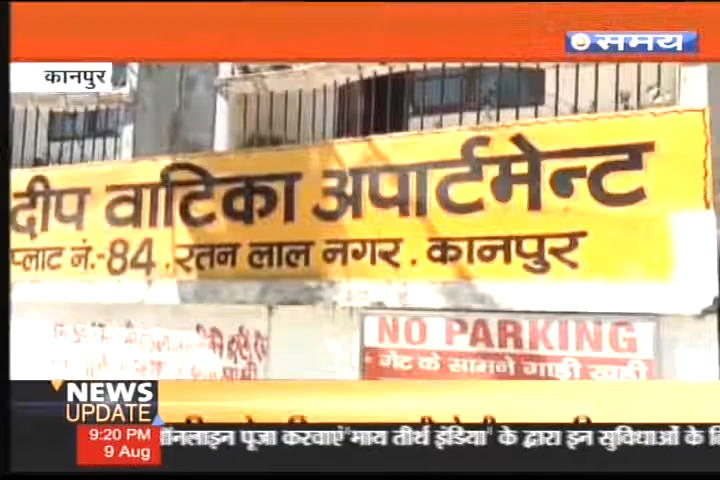 समय
कानपुर
दीप वाटिका अपार्टमेन्ट
प्लाट नं.-84 .रतन लाल नगर. कानपुर
NO PARKING
गेट के सामने गाड़ी खड़ी
NEWS
UPDATE
9:20 PM
9 Aug
ऑनलाइन पूजा करवाएं "माय तीर्थ इंडिया" के द्वारा इन सुविधाओं के